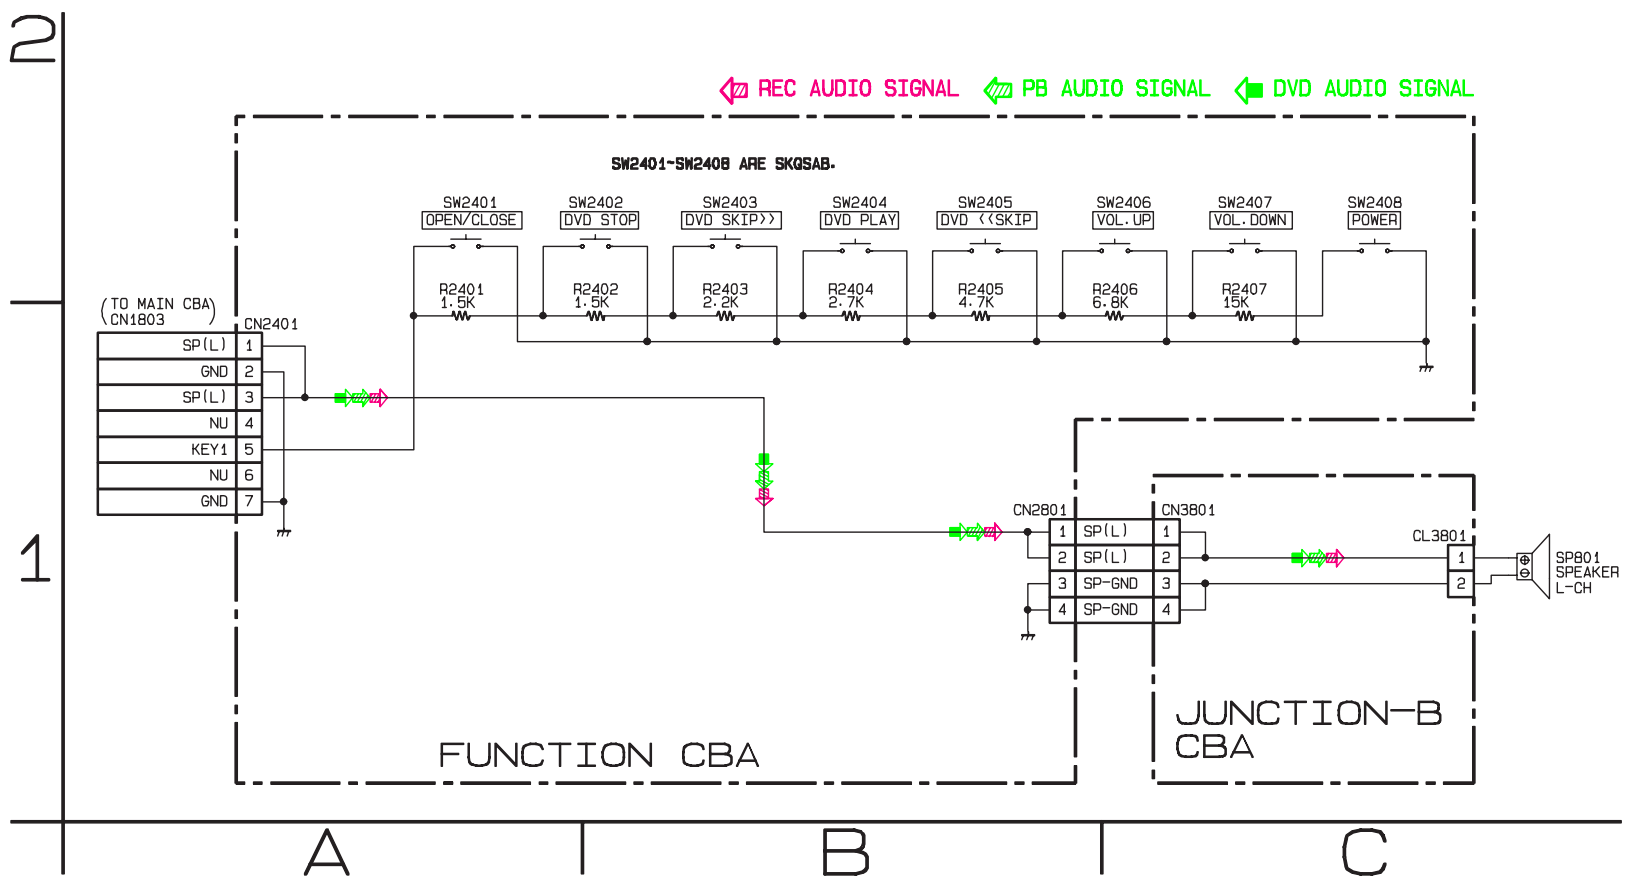 2
REC AUDIO SIGNAL PB AUDIO SIGNAL DVD AUDIO SIGNAL
SW2401~SW2408 ARE SKQSAB.
SW2401 SW2402 SW2403 SW2404 SW2405 SW2406 SW2407 SW2408
OPEN/CLOSE DVD STOP DVD SKIP>> DVD PLAY DVD <<SKIP VOL.UP VOL.DOWN POWER
R2401 R2402 R2403 R2404 R2405 R2406 R2407
1.5K 1.5K 2.2K 2.7K 4.7K 6.8K 15K
(TO MAIN CBA)
CN1803
CN2401
SP(L) 1
GND 2
SP(L) 3
NU 4
KEY1 5
NU 6
GND 7
1
CN2801 CN3801
1 SP(L) 1
2 SP(L) 2
3 SP-GND 3
4 SP-GND 4
CL3801
1
2
⊕
⊖
SP801
SPEAKER
L-CH
FUNCTION CBA
JUNCTION-B
CBA
A B C